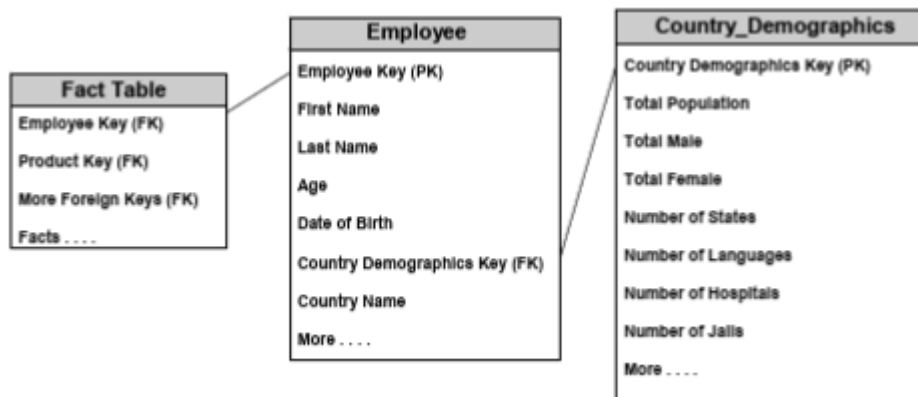 Fact Table
Employee Key (FK)
Product Key (FK)
More Foreign Keys (FK)
Facts . . . .
Employee
Employee Key (PK)
First Name
Last Name
Age
Date of Birth
Country Demographics Key (FK)
Country Name
More . . . .
Country_Demographics
Country Demographics Key (PK)
Total Population
Total Male
Total Female
Number of States
Number of Languages
Number of Hospitals
Number of Jails
More . . . .